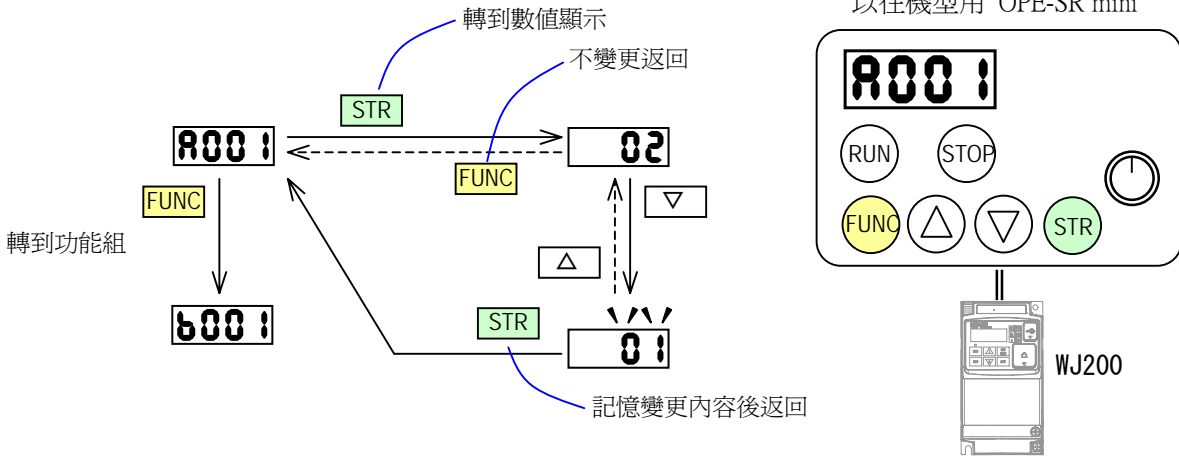 以往機型用 OPE-SR mini
轉到數值顯示
不變更返回
STR
A001
02
FUNC
FUNC
轉到功能組
b001
STR
01
記憶變更內容後返回
A001
RUN
STOP
FUNC
STR
WJ200